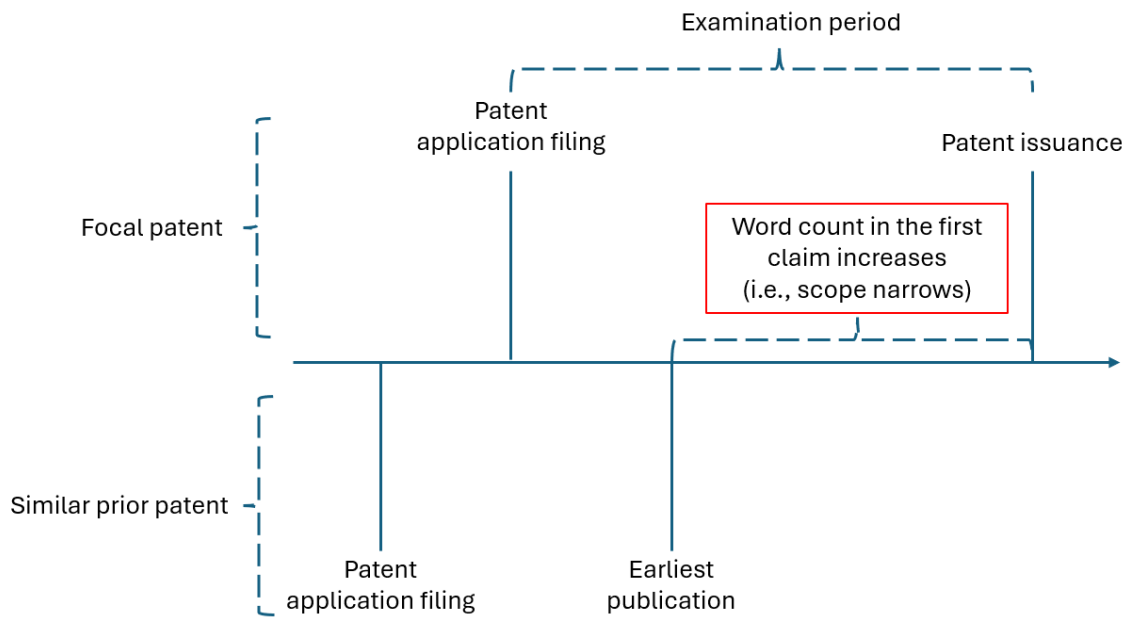 Examination period
Patent
application filing
Patent issuance
Focal patent
Word count in the first
claim increases
(i.e., scope narrows)
Similar prior patent
Patent
application filing
Earliest
publication